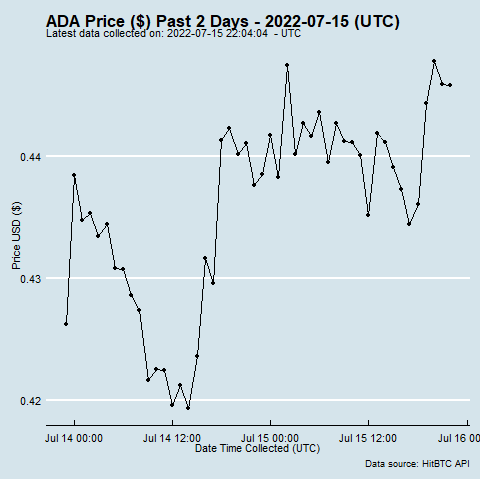 ADA Price ($) Past 2 Days - 2022-07-15 (UTC)
Latest data collected on: 2022-07-15 22:04:04 - UTC
Price USD ($)
0.44
0.43
0.42
Jul 14 00:00 Jul 14 12:00 Jul 15 00:00 Jul 15 12:00 Jul 16 00
Date Time Collected (UTC)
Data source: HitBTC API